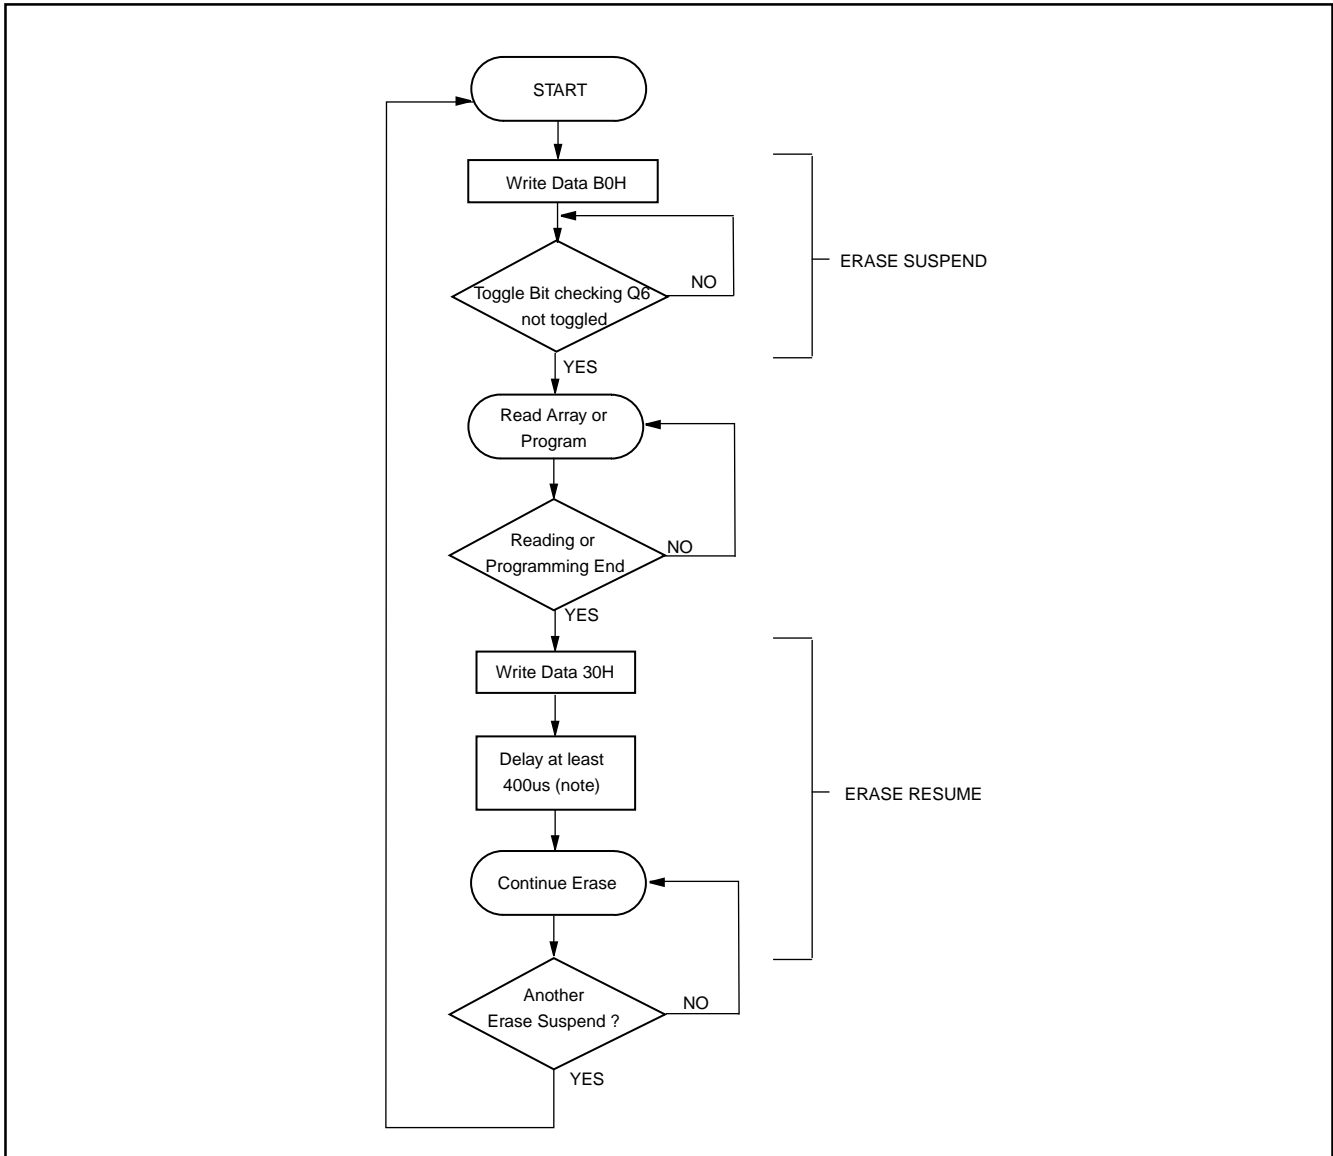 START
Write Data B0H
ERASE SUSPEND
NO
Toggle Bit checking Q6
not toggled
YES
Read Array or
Program
Reading or
Programming End
NO
YES
Write Data 30H
Delay at least
400us (note)
ERASE RESUME
Continue Erase
Another
Erase Suspend ?
NO
YES